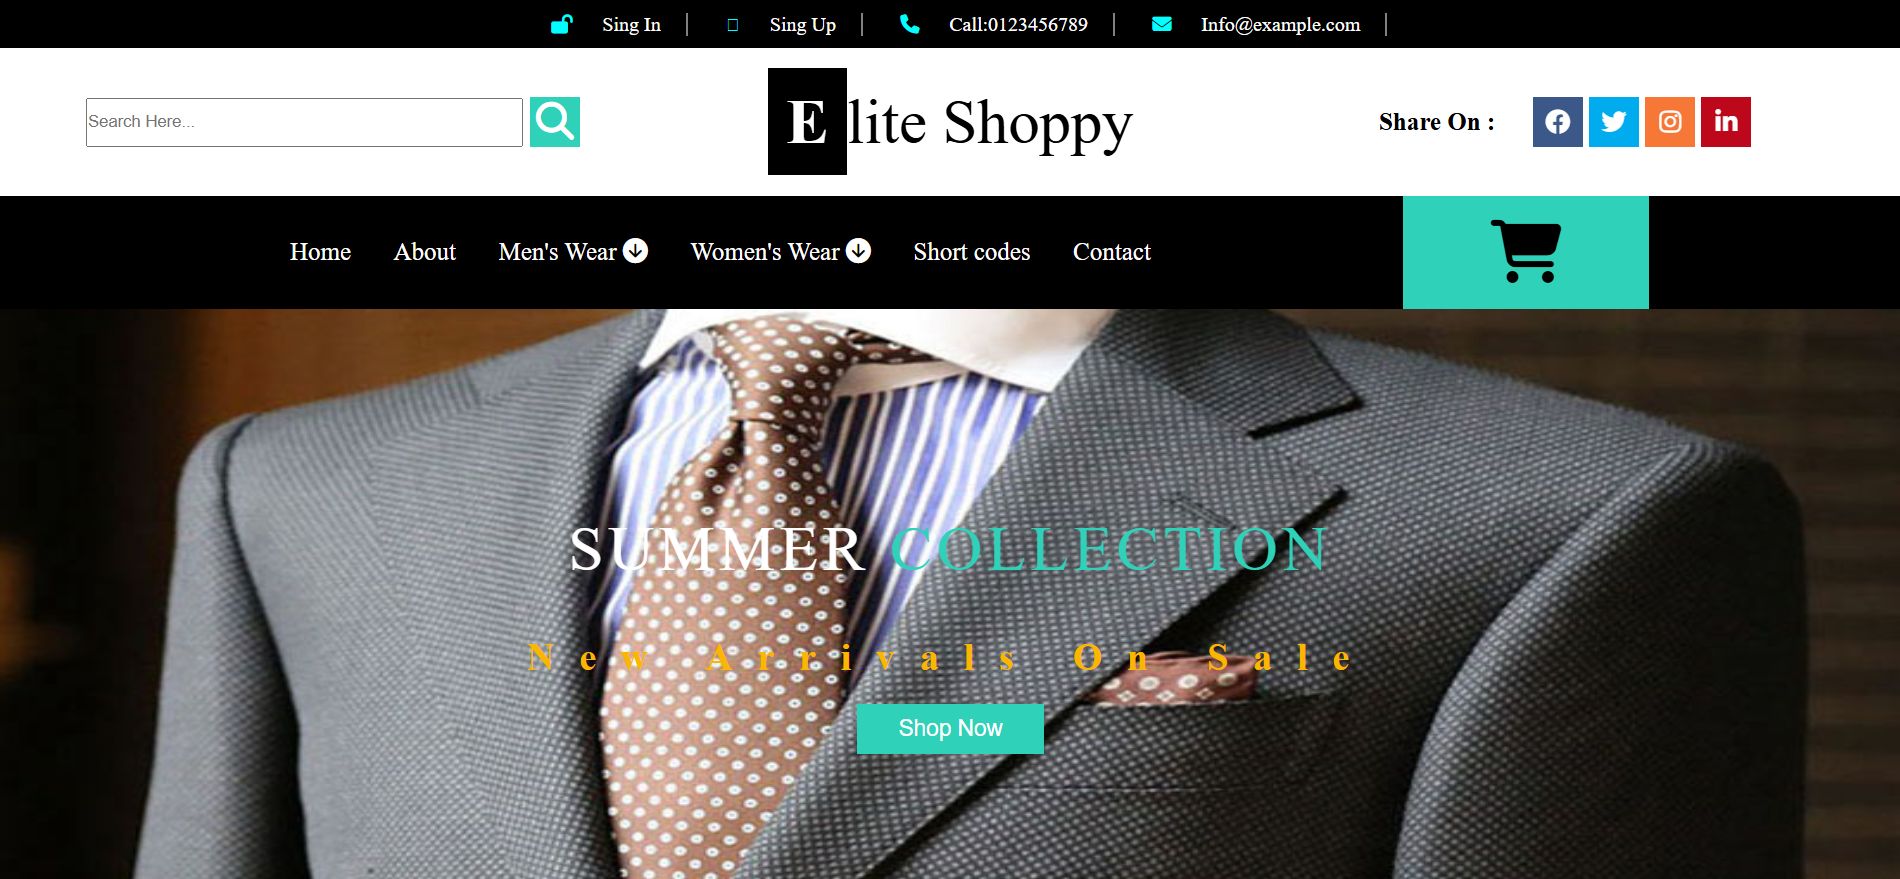 Sing In Sing Up Call:0123456789 Info@example.com
Search Here...
Elite Shoppy
Share On :
Home About Men's Wear Women's Wear Short codes Contact
SUMMER COLLECTION
New Arrivals On Sale
Shop Now